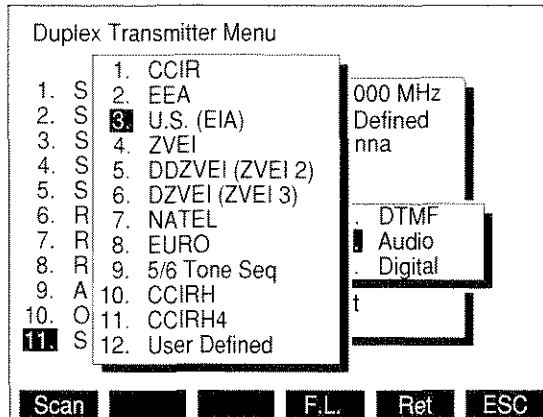 Duplex Transmitter Menu
1. S
2. S
3. S
4. S
5. S
6. R
7. R
8. R
9. A
10. O
11. S
1. CCIR
2. EEA
3. U.S. (EIA)
4. ZVEI
5. DDZVEI (ZVEI 2)
6. DZVEI (ZVEI 3)
7. NATEL
8. EURO
9. 5/6 Tone Seq
10. CCIRH
11. CCIRH4
12. User Defined
000 MHz
Defined
nna
. DTMF
. Audio
. Digital
t
Scan F.L. Ret ESC